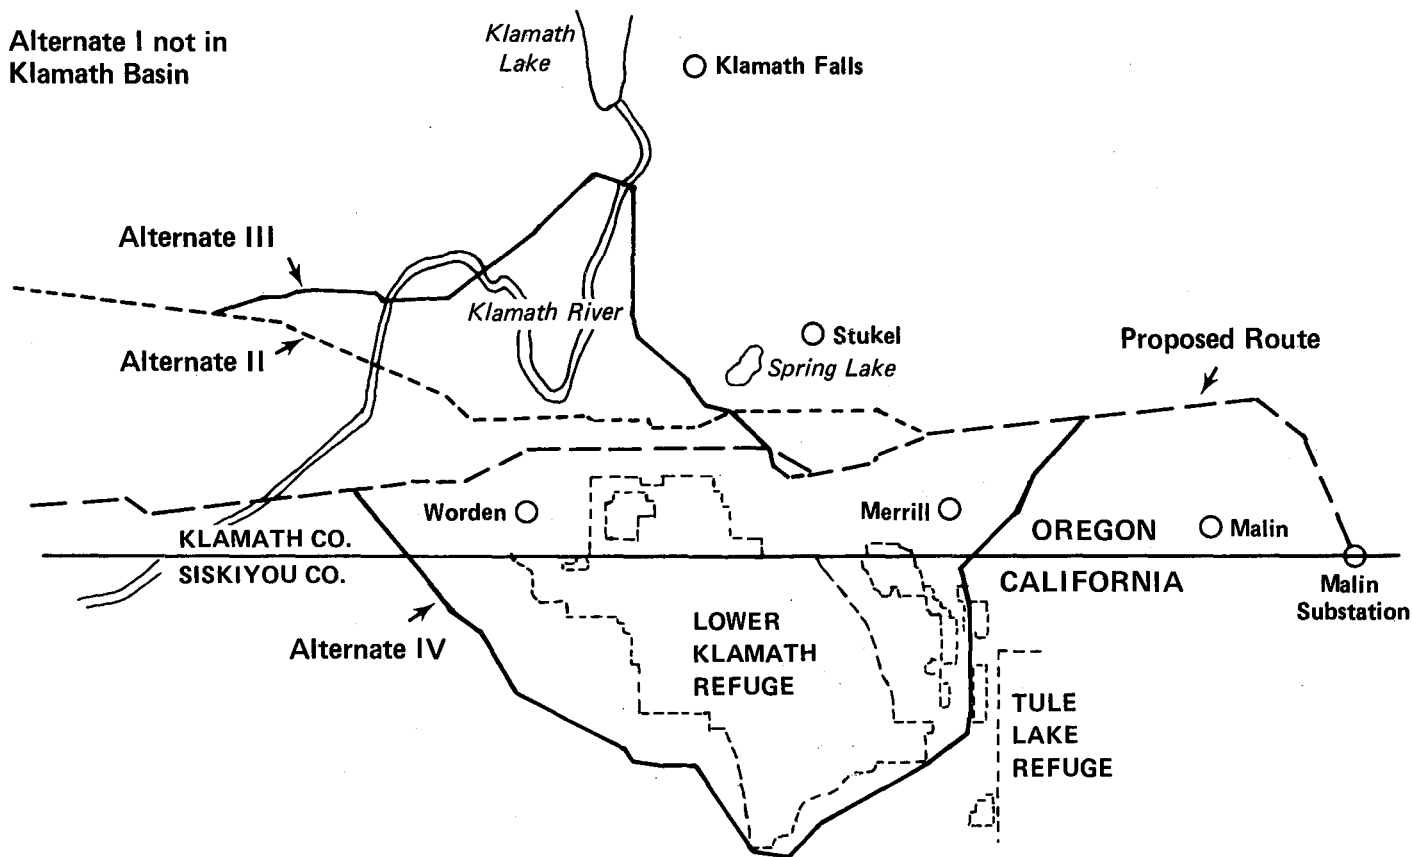 Alternate I not in
Klamath Basin
Klamath
Lake
Klamath Falls
Alternate III
Klamath River
Alternate II
Stukel
Spring Lake
Proposed Route
Worden
Merrill
OREGON
Malin
KLAMATH CO.
SISKIYOU CO.
CALIFORNIA
Malin
Substation
Alternate IV
LOWER
KLAMATH
REFUGE
TULE
LAKE
REFUGE